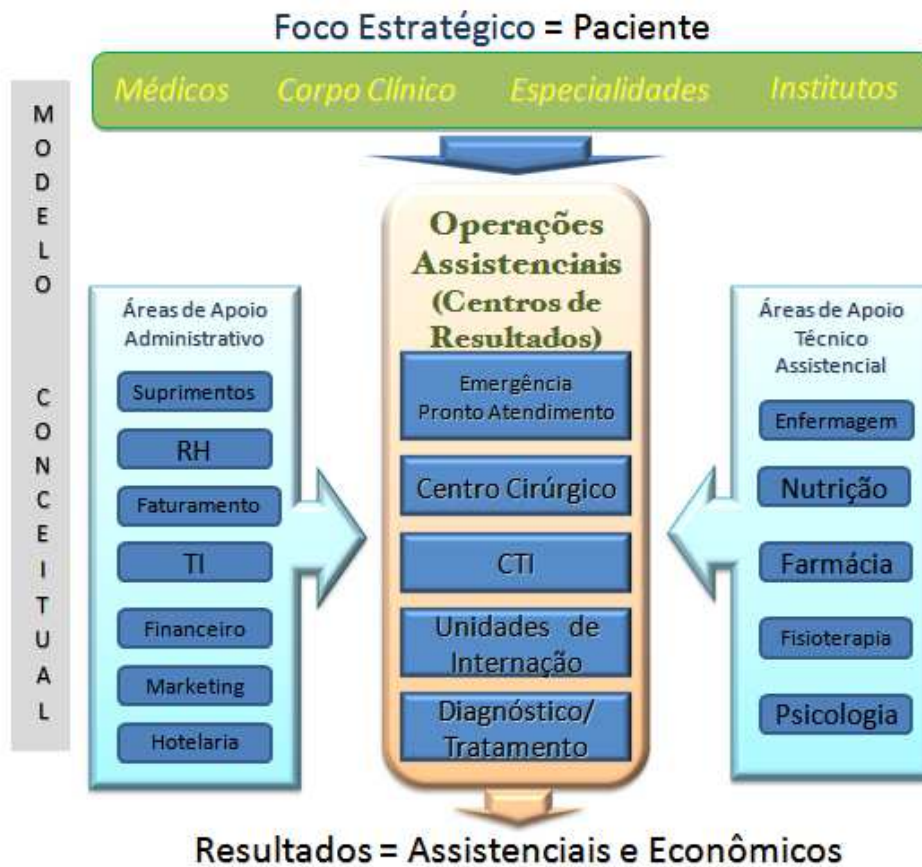 Foco Estratégico = Paciente
Médicos Corpo Clínico Especialidades Institutos
MODELO CONCEITUAL
Áreas de Apoio
Administrativo
Suprimentos
RH
Faturamento
TI
Financeiro
Marketing
Hotelaria
Operações
Assistenciais
(Centros de
Resultados)
Emergência
Pronto Atendimento
Centro Cirúrgico
CTI
Unidades de
Internação
Diagnóstico/
Tratamento
Áreas de Apoio
Técnico
Assistencial
Enfermagem
Nutrição
Farmácia
Fisioterapia
Psicologia
Resultados = Assistenciais e Econômicos